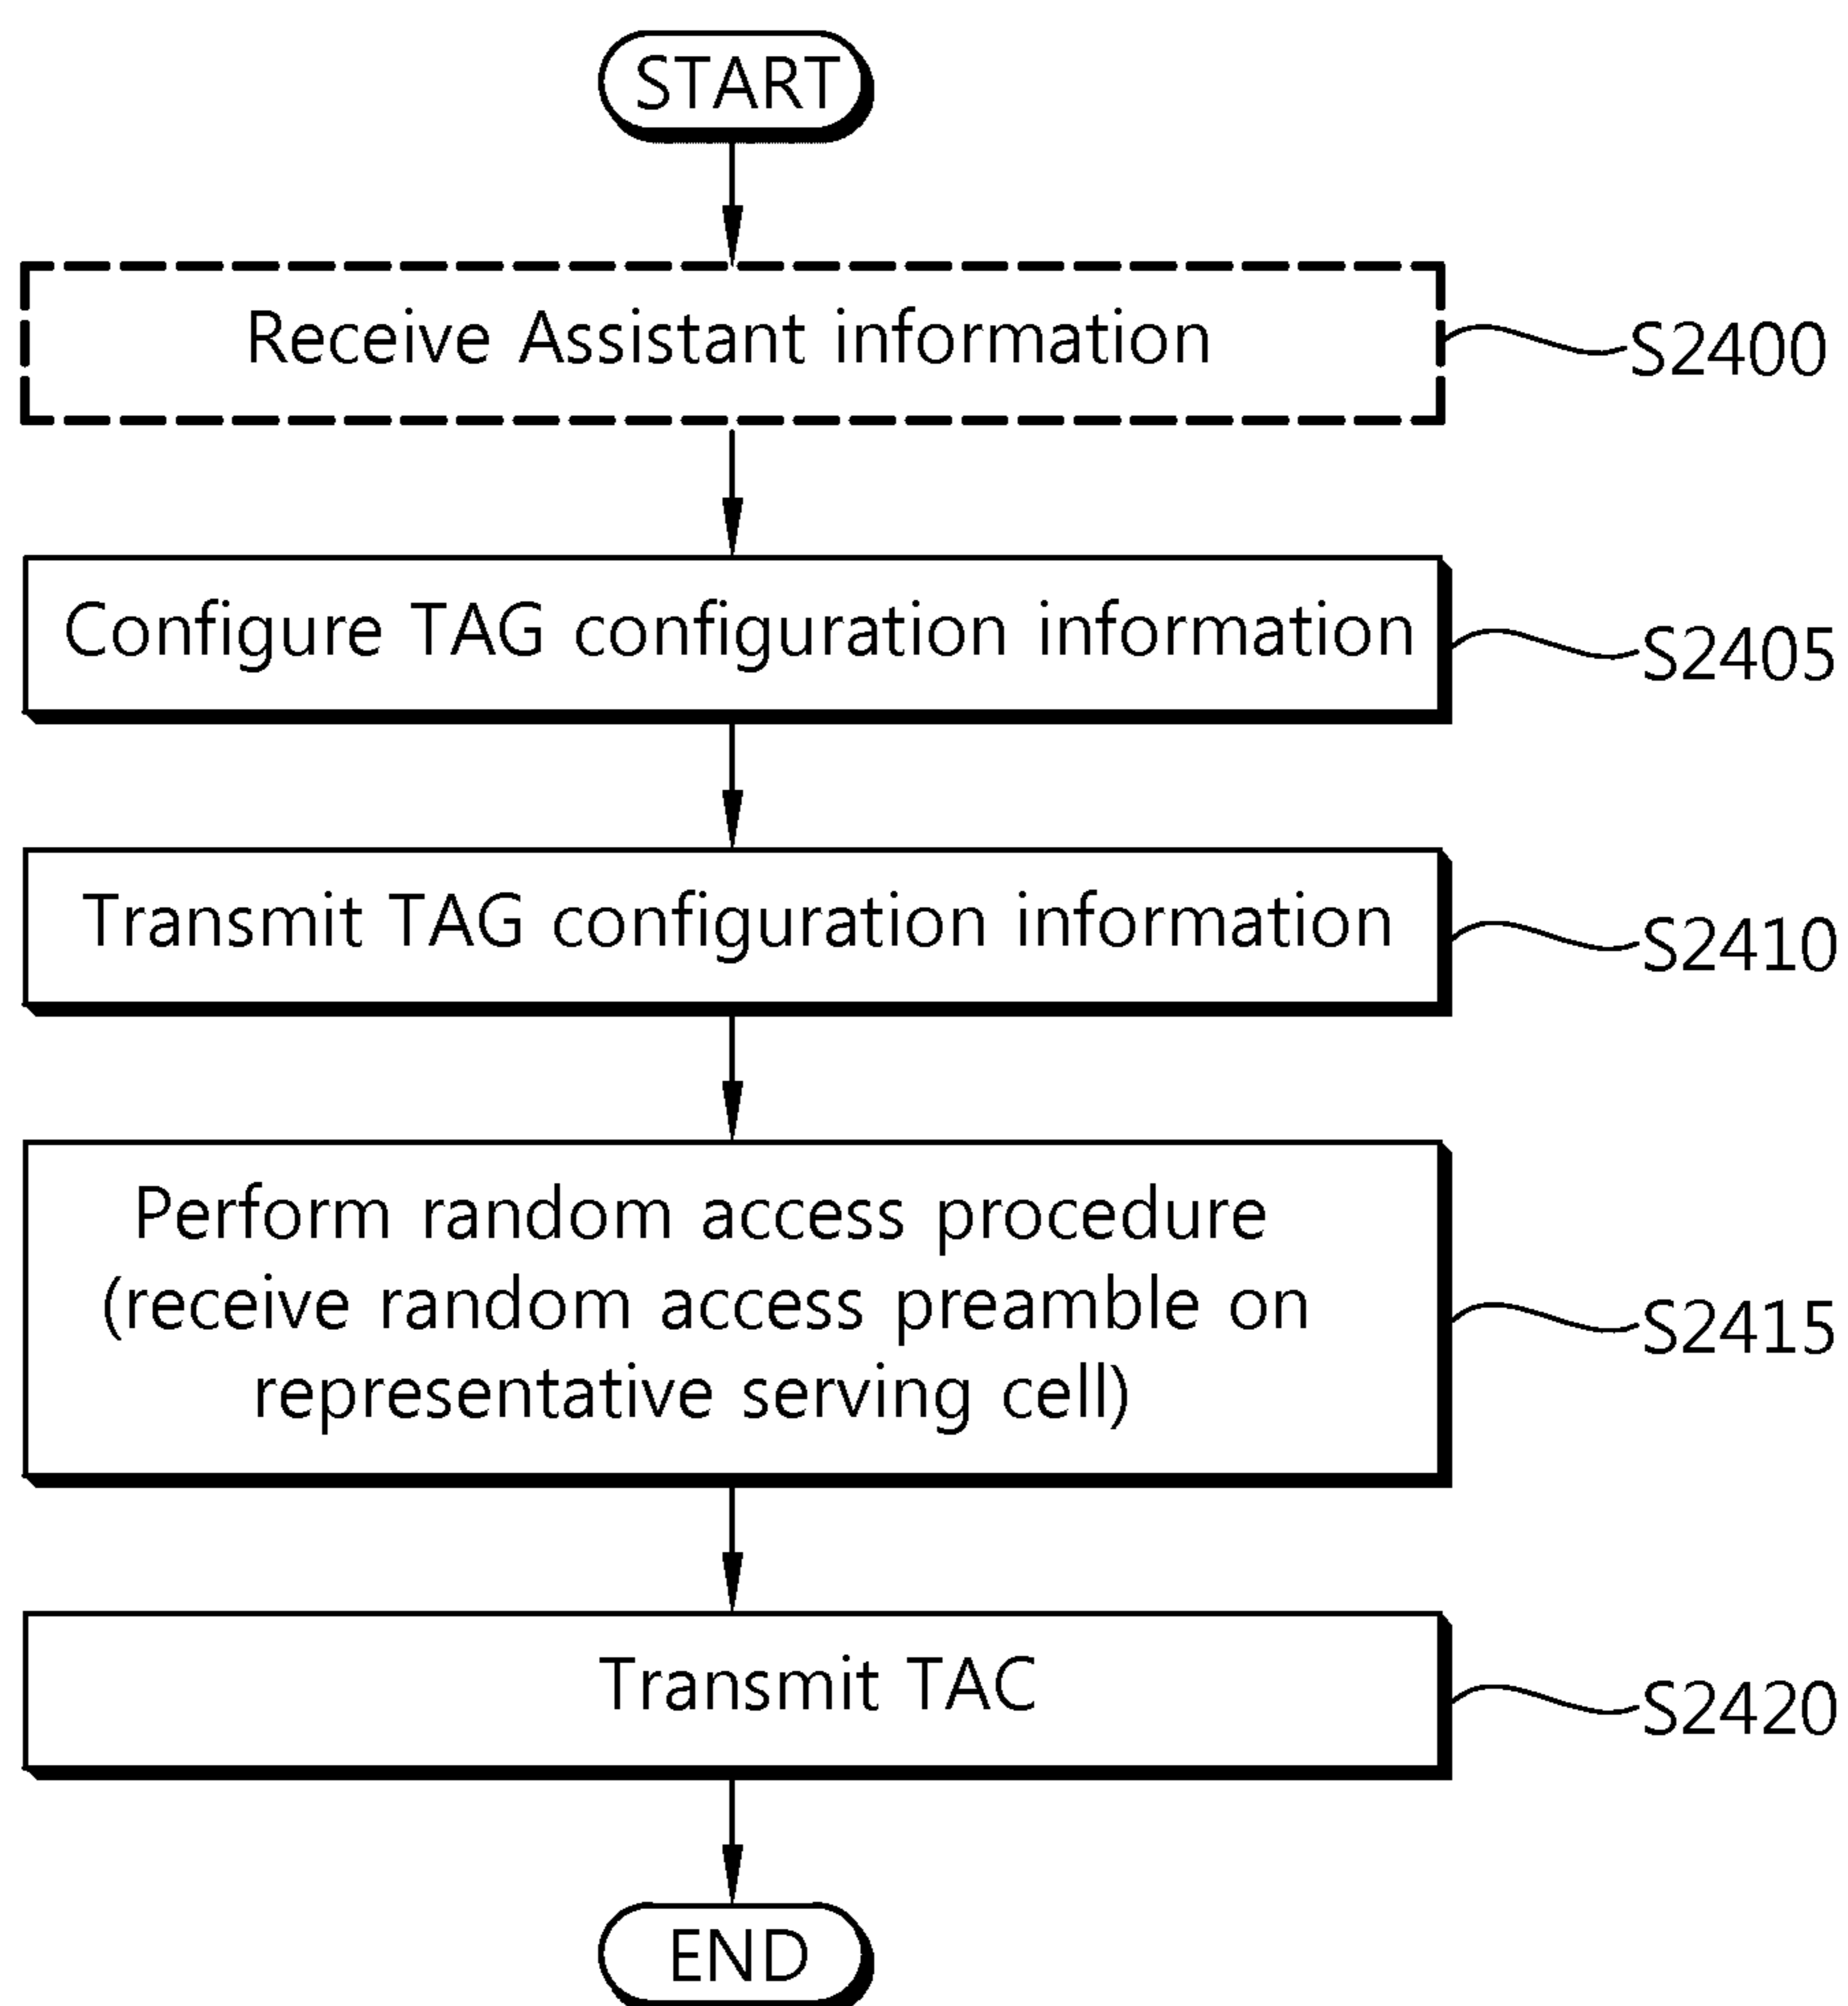 START
Receive Assistant information
S2400
Configure TAG configuration information
S2405
Transmit TAG configuration information
S2410
Perform random access procedure
(receive random access preamble on
representative serving cell)
S2415
Transmit TAC
S2420
END